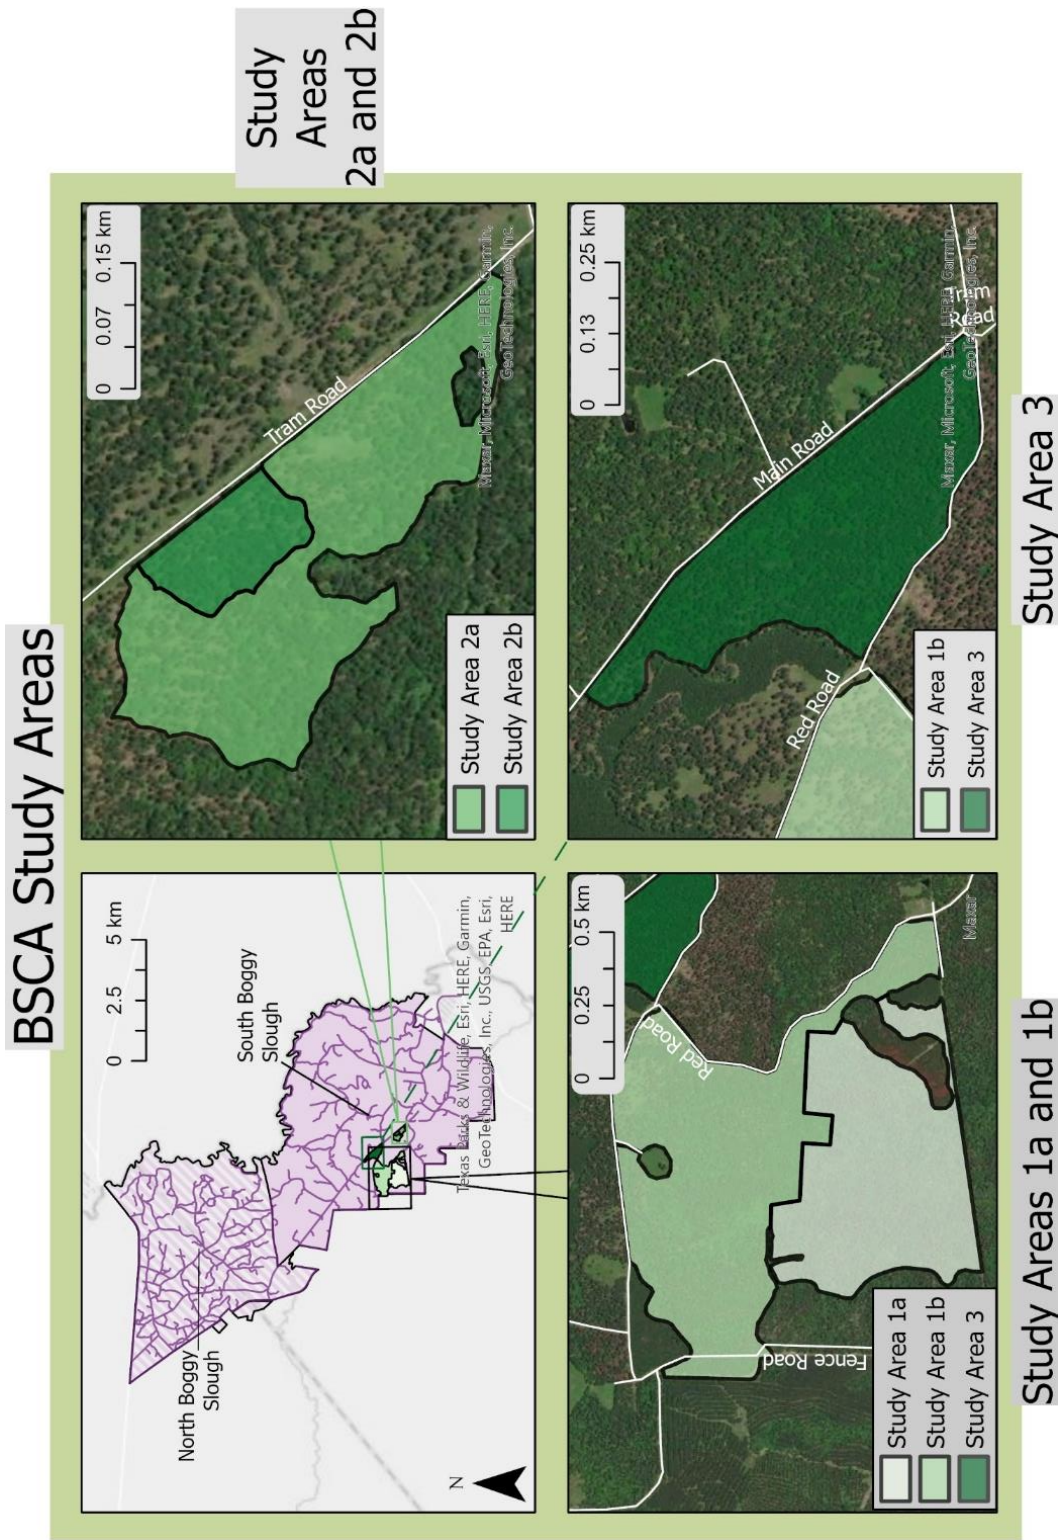 BSCA Study Areas
North Boggy
Slough
South Boggy
Slough
0 2.5 5 km
N
Texas Parks & Wildlife, Esri, HERE, Garmin,
GeoTechnologies, Inc., USGS, EPA, Esri,
HERE
Study
Areas
2a and 2b
0 0.07 0.15 km
Tram Road
Study Area 2a
Study Area 2b
Maxar, Microsoft, Esri, HERE, Garmin,
GeoTechnologies, Inc.
0 0.25 0.5 km
Red Road
Fence Road
Study Area 1a
Study Area 1b
Study Area 3
Maxar
Study Areas 1a and 1b
0 0.13 0.25 km
Main Road
Red Road
Tram
Road
Study Area 1b
Study Area 3
Maxar, Microsoft, Esri, HERE, Garmin,
GeoTechnologies, Inc.
Study Area 3